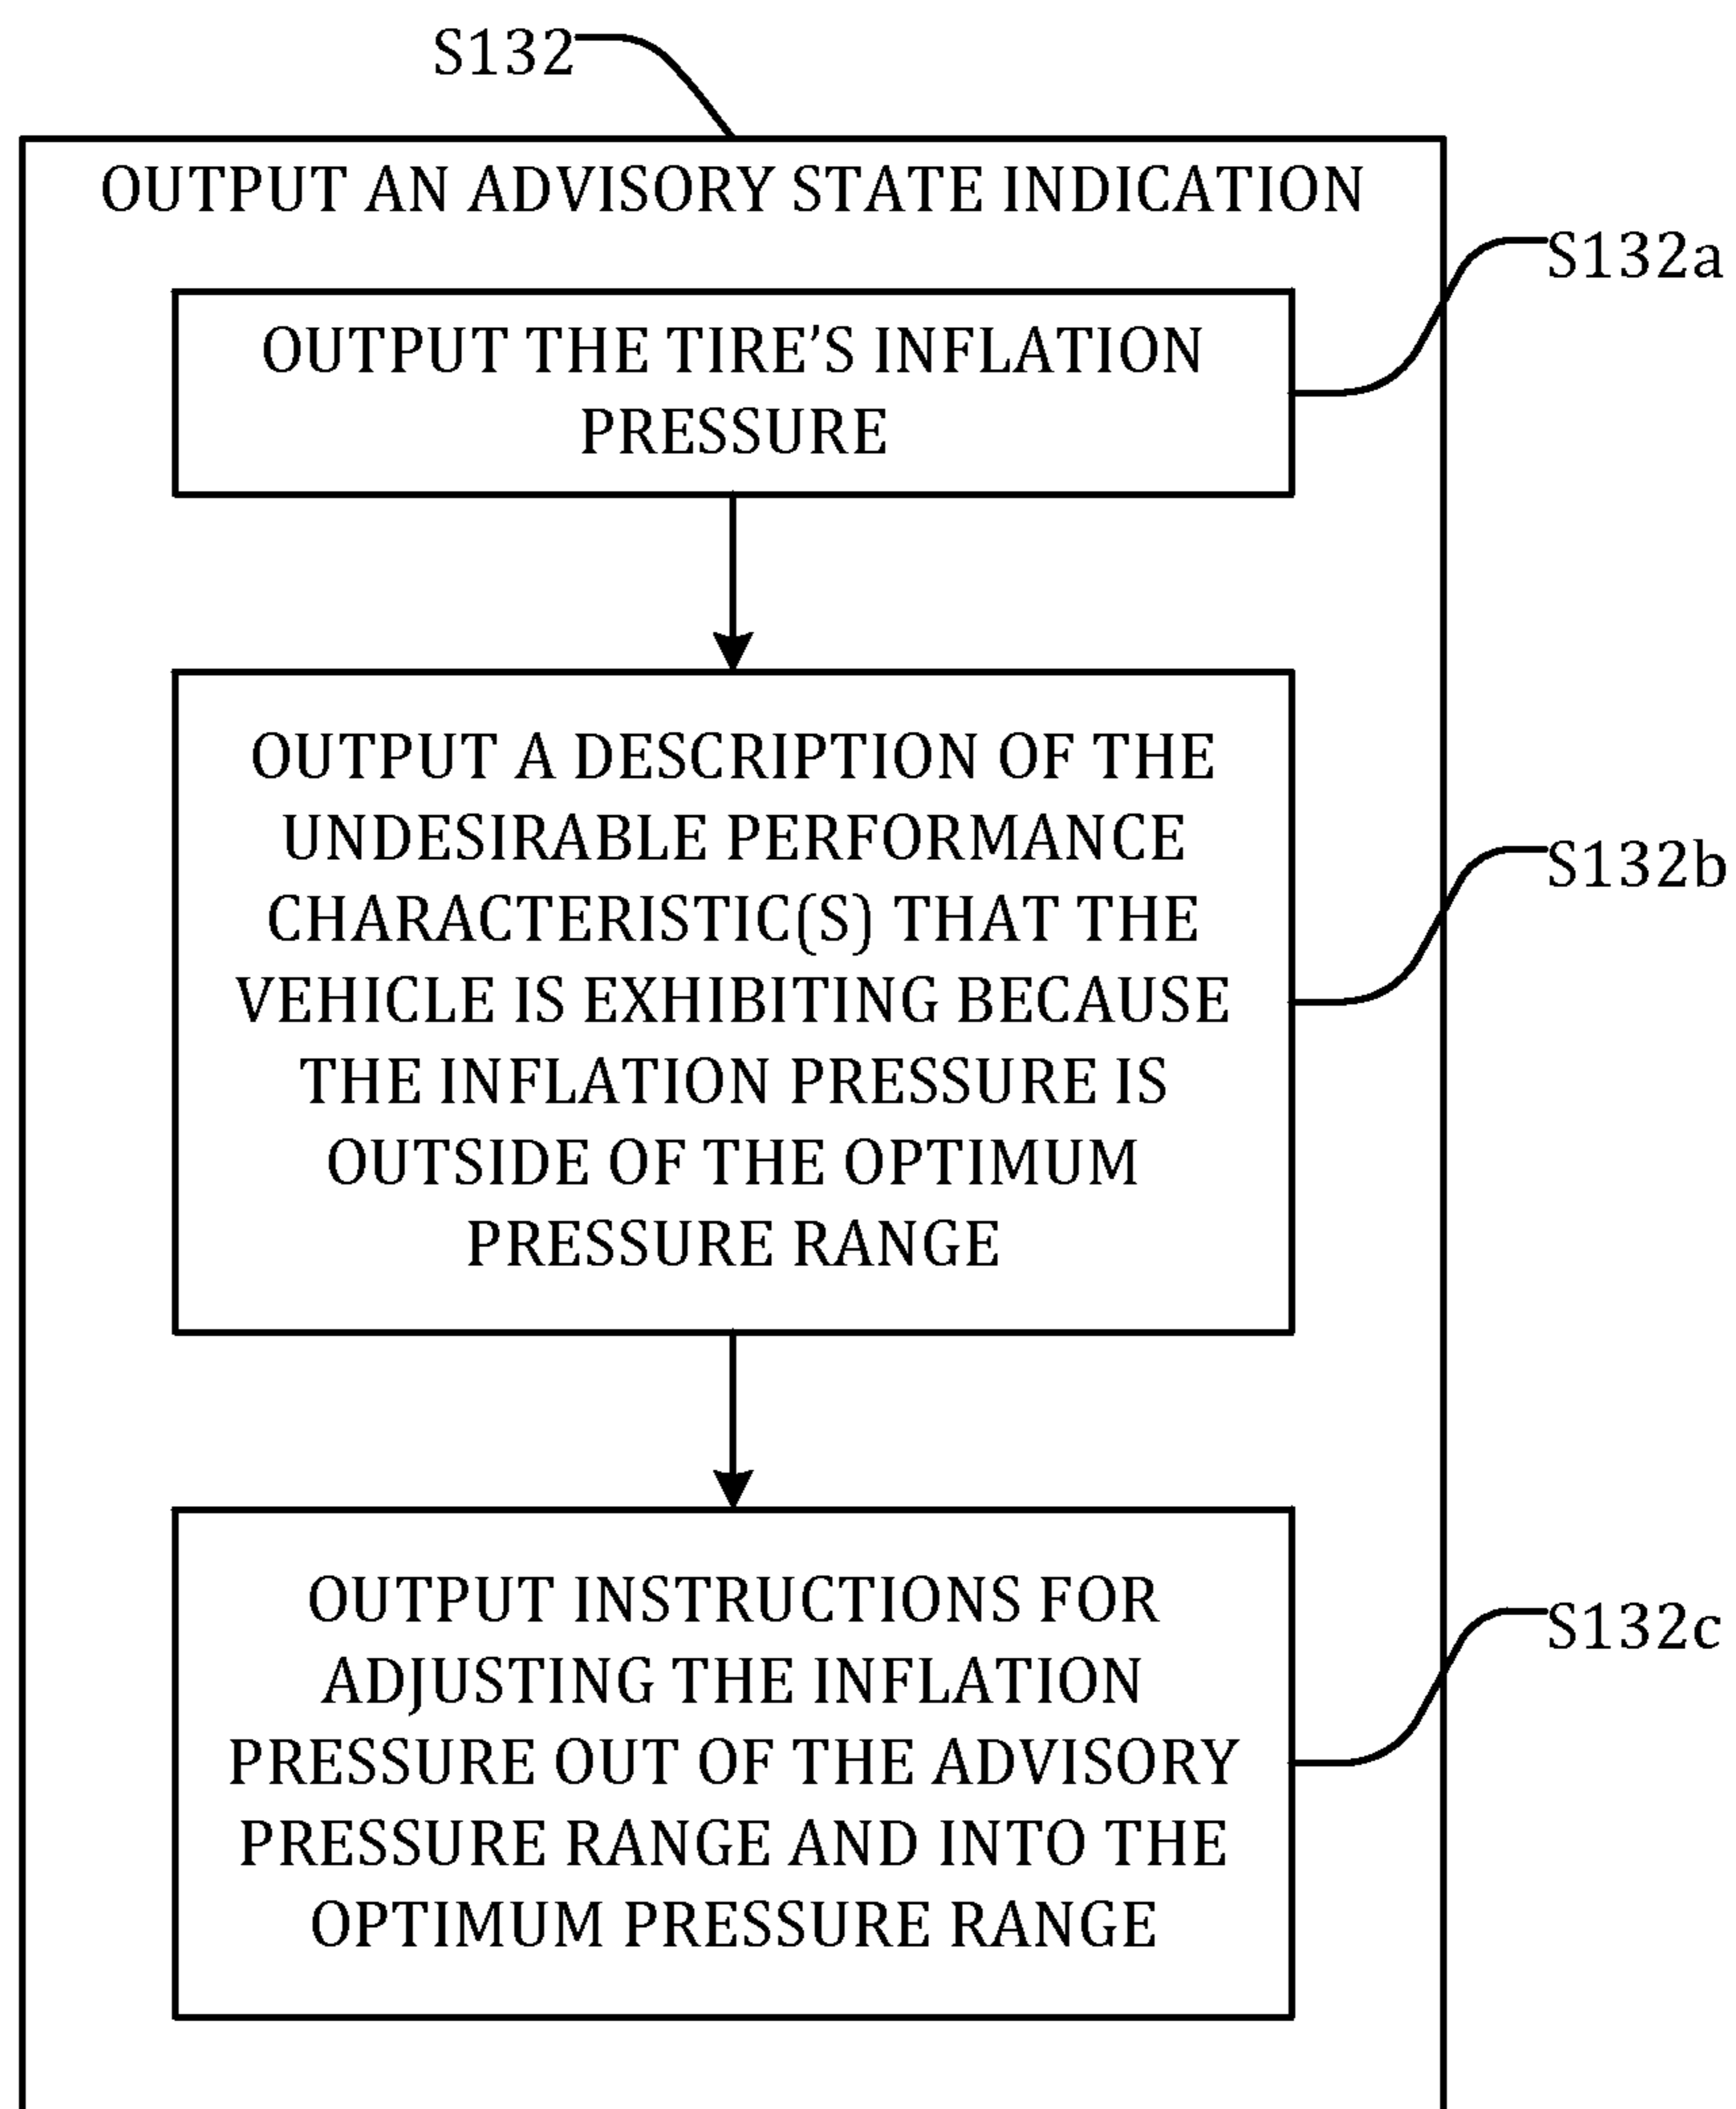 S132
OUTPUT AN ADVISORY STATE INDICATION
S132a
OUTPUT THE TIRE'S INFLATION
PRESSURE
OUTPUT A DESCRIPTION OF THE
UNDESIRABLE PERFORMANCE
S132b
CHARACTERISTIC(S) THAT THE
VEHICLE IS EXHIBITING BECAUSE
THE INFLATION PRESSURE IS
OUTSIDE OF THE OPTIMUM
PRESSURE RANGE
OUTPUT INSTRUCTIONS FOR
S132c
ADJUSTING THE INFLATION
PRESSURE OUT OF THE ADVISORY
PRESSURE RANGE AND INTO THE
OPTIMUM PRESSURE RANGE